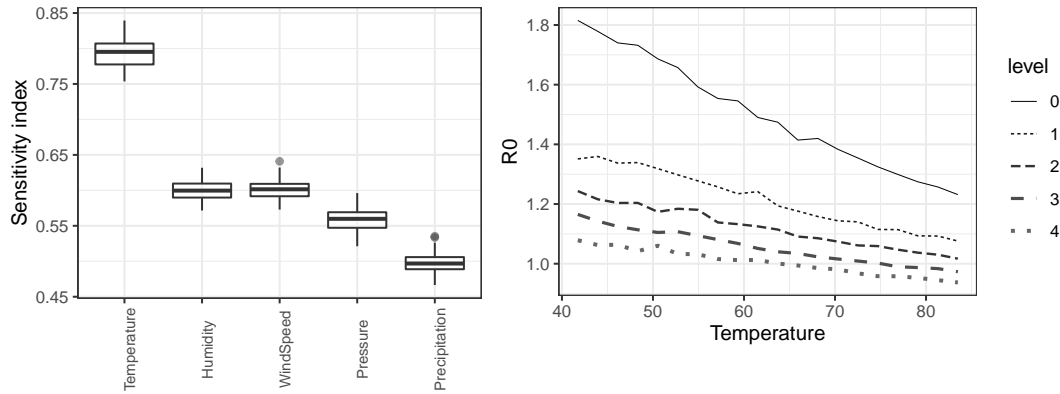 0.85
0.75
0.65
0.55
0.45
Sensitivity index
Temperature
Humidity
WindSpeed
Pressure
Precipitation
1.8
1.6
1.4
1.2
1.0
R0
40
50
60
70
80
Temperature
level
0
1
2
3
4